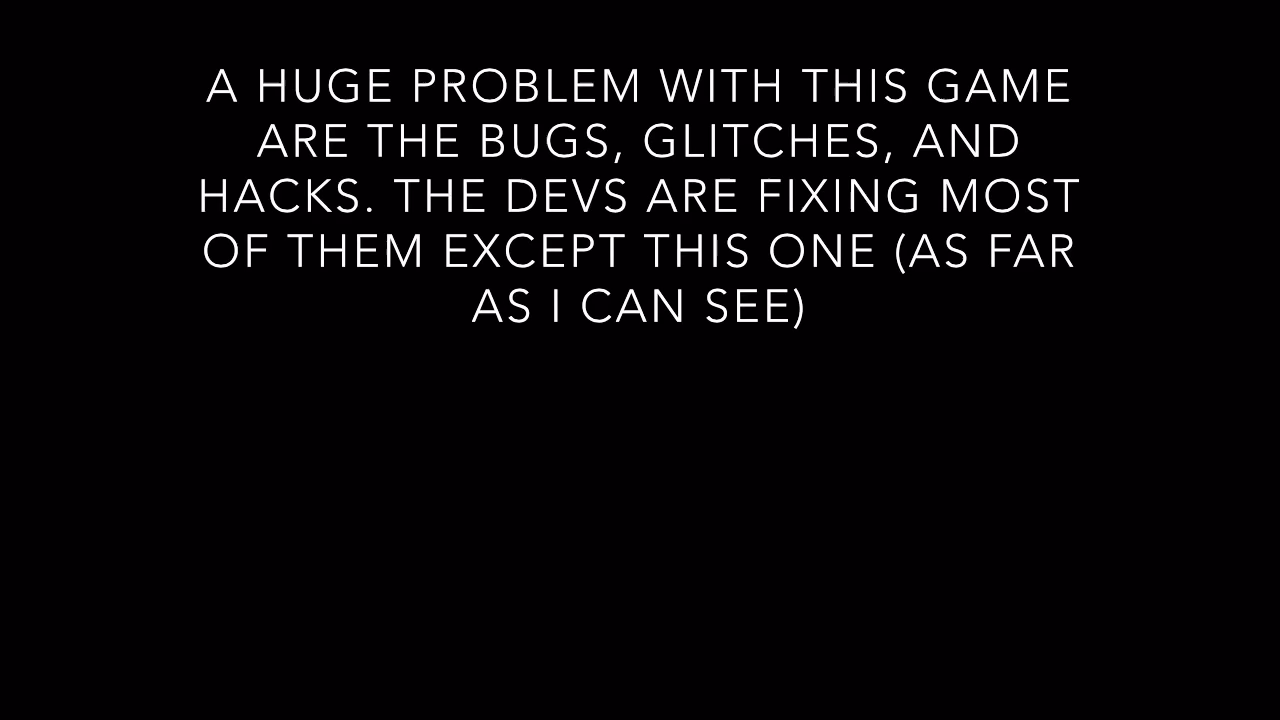 A HUGE PROBLEM WITH THIS GAME
ARE THE BUGS, GLITCHES, AND
HACKS. THE DEVS ARE FIXING MOST
OF THEM EXCEPT THIS ONE (AS FAR
AS I CAN SEE)